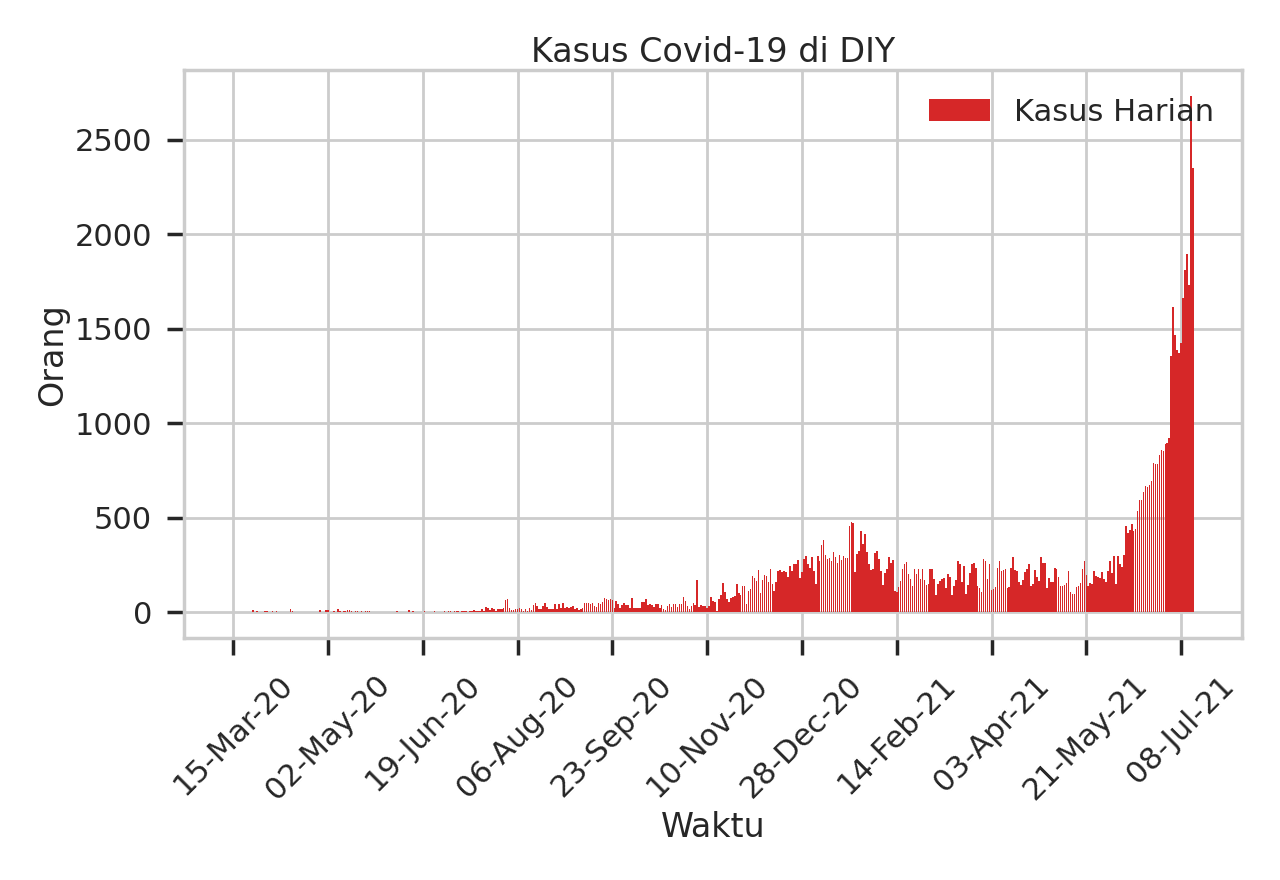 Kasus Covid-19 di DIY
Kasus Harian
Orang
2500
2000
1500
1000
500
0
15-Mar-20
02-May-20
19-Jun-20
06-Aug-20
23-Sep-20
10-Nov-20
28-Dec-20
14-Feb-21
03-Apr-21
21-May-21
08-Jul-21
Waktu